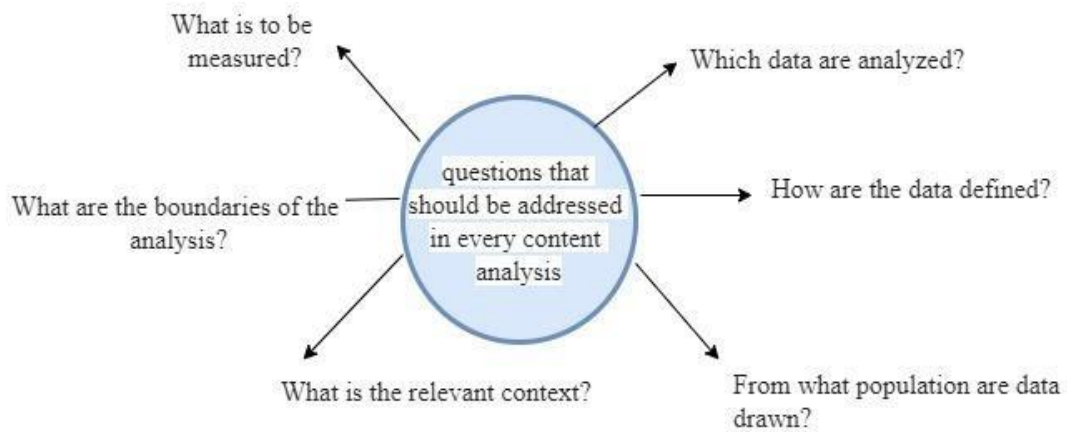 What is to be
measured?
Which data are analyzed?
questions that
should be addressed
in every content
analysis
How are the data defined?
What are the boundaries of the
analysis?
What is the relevant context?
From what population are data
drawn?